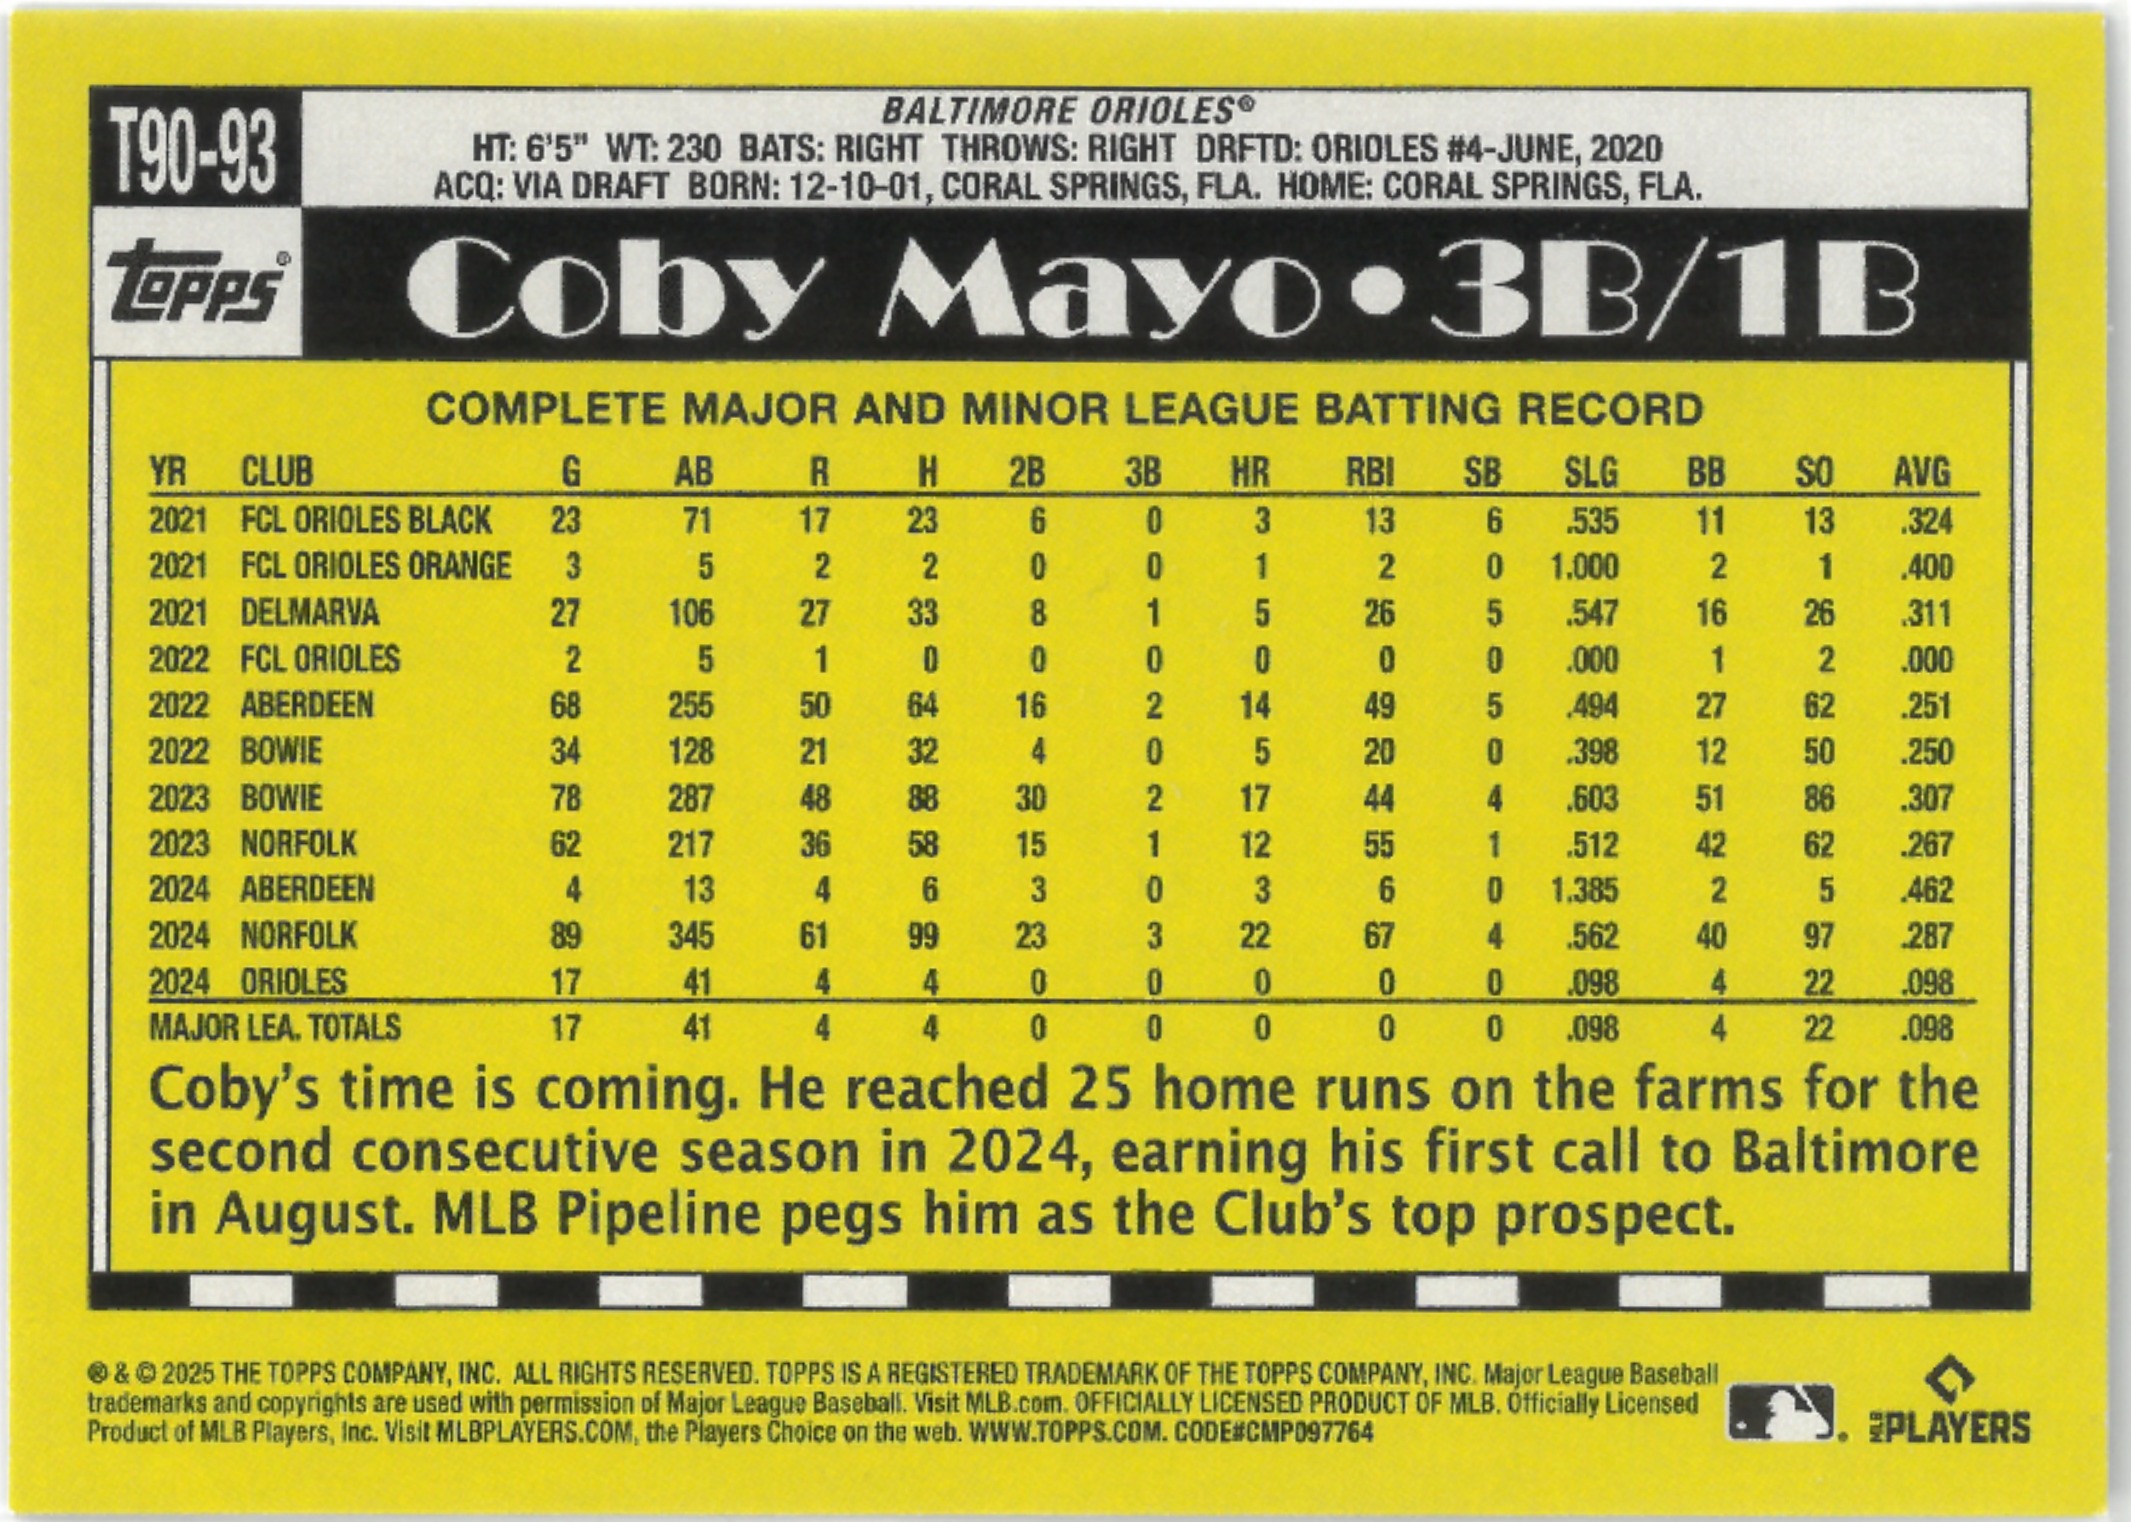 T90-93
BALTIMORE ORIOLES®
HT: 6'5" WT: 230 BATS: RIGHT THROWS: RIGHT DRFTD: ORIOLES #4-JUNE, 2020
ACQ: VIA DRAFT BORN: 12-10-01, CORAL SPRINGS, FLA. HOME: CORAL SPRINGS, FLA.
topps®
Coby Mayo • 3B/1B
COMPLETE MAJOR AND MINOR LEAGUE BATTING RECORD
YR CLUB G AB R H 2B 3B HR RBI SB SLG BB SO AVG
2021 FCL ORIOLES BLACK 23 71 17 23 6 0 3 13 6 .535 11 13 .324
2021 FCL ORIOLES ORANGE 3 5 2 2 0 0 1 2 0 1.000 2 1 .400
2021 DELMARVA 27 106 27 33 8 1 5 26 5 .547 16 26 .311
2022 FCL ORIOLES 2 5 1 0 0 0 0 0 0 .000 1 2 .000
2022 ABERDEEN 68 255 50 64 16 2 14 49 5 .494 27 62 .251
2022 BOWIE 34 128 21 32 4 0 5 20 0 .398 12 50 .250
2023 BOWIE 78 287 48 88 30 2 17 44 4 .603 51 86 .307
2023 NORFOLK 62 217 36 58 15 1 12 55 1 .512 42 62 .267
2024 ABERDEEN 4 13 4 6 3 0 3 6 0 1.385 2 5 .462
2024 NORFOLK 89 345 61 99 23 3 22 67 4 .562 40 97 .287
2024 ORIOLES 17 41 4 4 0 0 0 0 0 .098 4 22 .098
MAJOR LEA. TOTALS 17 41 4 4 0 0 0 0 0 .098 4 22 .098
Coby's time is coming. He reached 25 home runs on the farms for the
second consecutive season in 2024, earning his first call to Baltimore
in August. MLB Pipeline pegs him as the Club's top prospect.
® & © 2025 THE TOPPS COMPANY, INC. ALL RIGHTS RESERVED. TOPPS IS A REGISTERED TRADEMARK OF THE TOPPS COMPANY, INC. Major League Baseball
trademarks and copyrights are used with permission of Major League Baseball. Visit MLB.com. OFFICIALLY LICENSED PRODUCT OF MLB. Officially Licensed
Product of MLB Players, Inc. Visit MLBPLAYERS.COM, the Players Choice on the web. WWW.TOPPS.COM. CODE#CMP097764
MLB PLAYERS